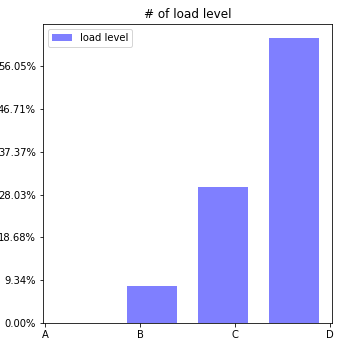 # of load level
load level
56.05%
46.71%
37.37%
28.03%
18.68%
9.34%
0.00%
A B C D